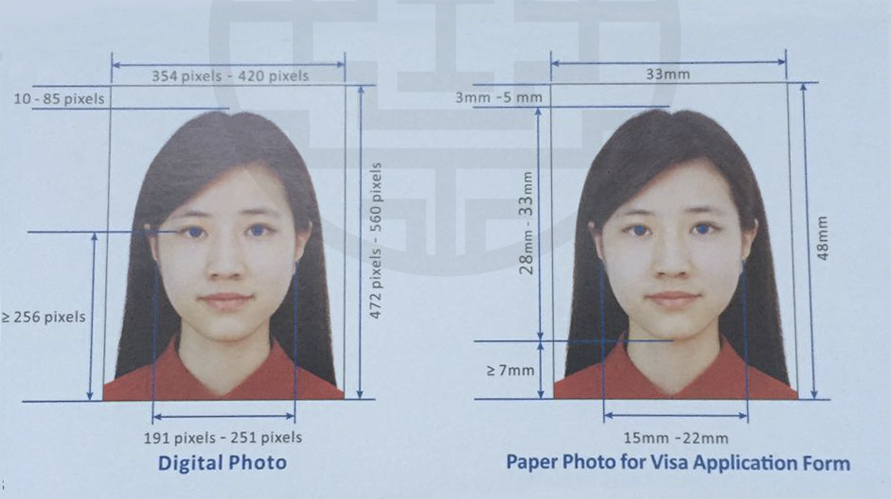 354 pixels - 420 pixels
10 - 85 pixels
472 pixels - 560 pixels
≥ 256 pixels
191 pixels - 251 pixels
Digital Photo
33mm
3mm -5 mm
28mm - 33mm
48mm
≥ 7mm
15mm -22mm
Paper Photo for Visa Application Form